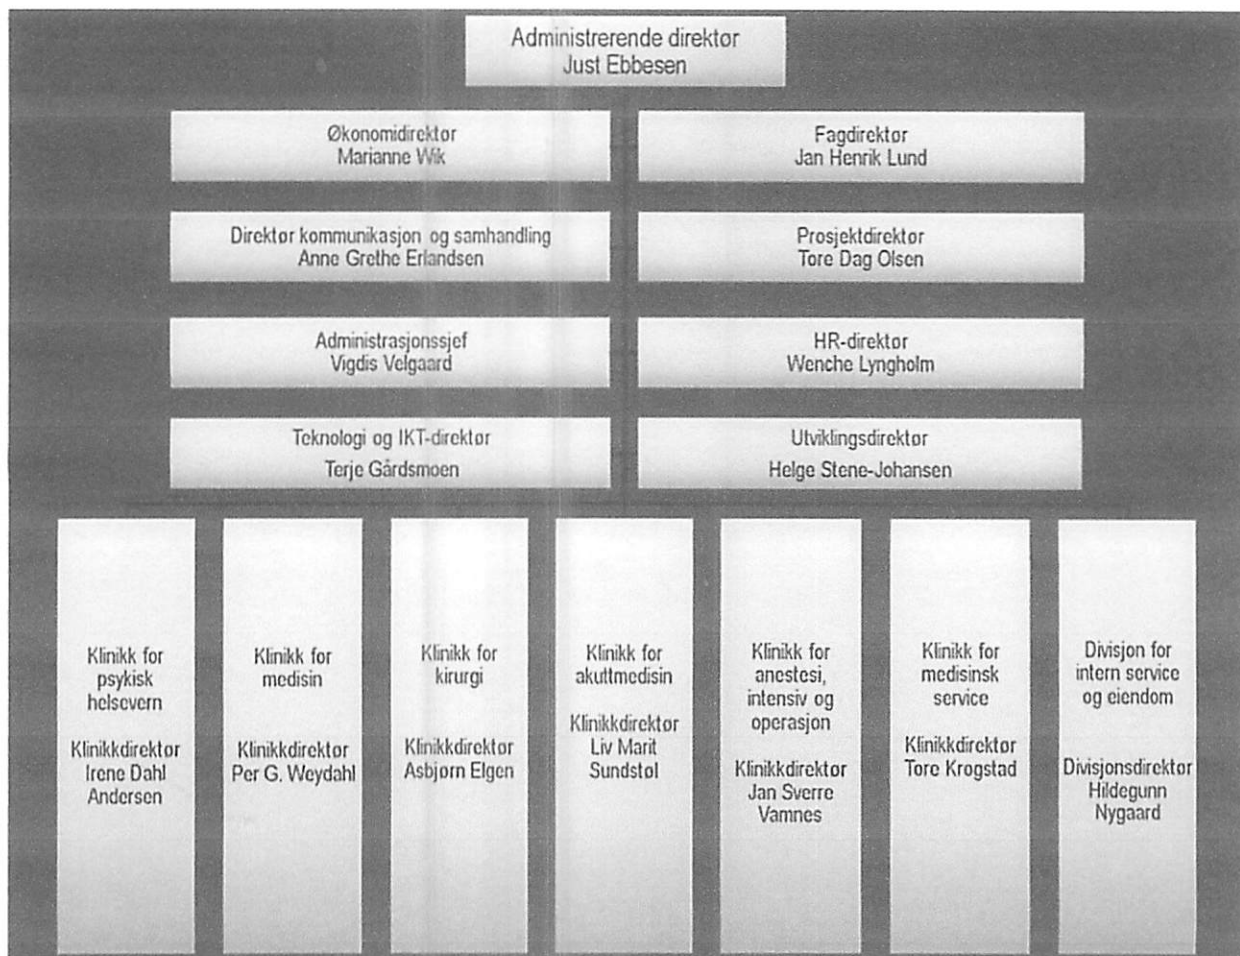 Administrerende direktør
Just Ebbesen
Økonomidirektør
Marianne Wik
Fagdirektør
Jan Henrik Lund
Direktør kommunikasjon og samhandling
Anne Grethe Erlandsen
Prosjektdirektør
Tore Dag Olsen
Administrasjonssjef
Vigdis Velgaard
HR-direktør
Wenche Lyngholm
Teknologi og IKT-direktør
Terje Gårdsmoen
Utviklingsdirektør
Helge Stene-Johansen
Klinikk for
psykisk
helsevern
Klinikkdirektør
Irene Dahl
Andersen
Klinikk for
medisin
Klinikkdirektør
Per G. Weydahl
Klinikk for
kirurgi
Klinikkdirektør
Asbjørn Elgen
Klinikk for
akuttmedisin
Klinikkdirektør
Liv Marit
Sundstøl
Klinikk for
anestesi,
intensiv og
operasjon
Klinikkdirektør
Jan Sverre
Vamnes
Klinikk for
medisinsk
service
Klinikkdirektør
Tore Krogstad
Divisjon for
intern service
og eiendom
Divisjonsdirektør
Hildegunn
Nygaard